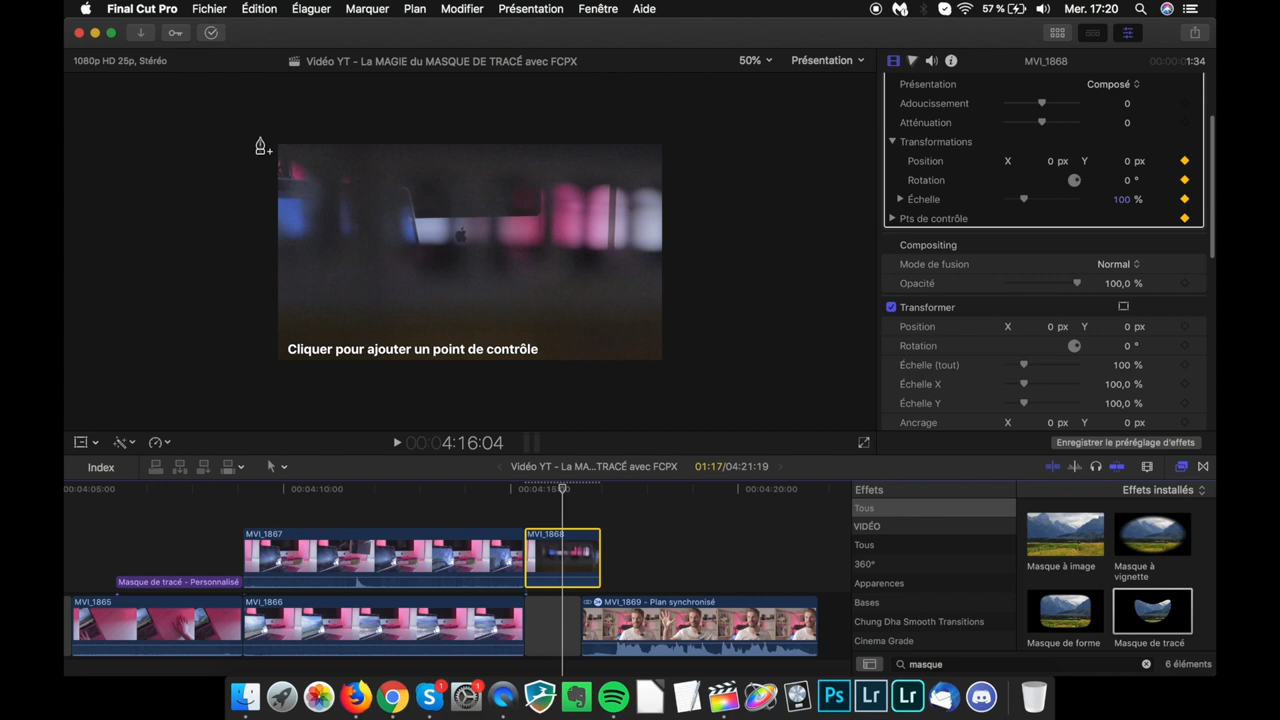 Final Cut Pro Fichier Édition Élaguer Marquer Plan Modifier Présentation Fenêtre Aide 57 % Mer. 17:20
1080p HD 25p, Stéréo Vidéo YT - La MAGIE du MASQUE DE TRACÉ avec FCPX 50% Présentation MVI_1868 00:00:01:34
Présentation Composé
Adoucissement 0
Atténuation 0
Transformations
Position X 0 px Y 0 px
Rotation 0 °
Échelle 100 %
Pts de contrôle
Compositing
Mode de fusion Normal
Opacité 100,0 %
Transformer
Position X 0 px Y 0 px
Rotation 0 °
Échelle (tout) 100 %
Échelle X 100,0 %
Échelle Y 100,0 %
Ancrage X 0 px Y 0 px
Cliquer pour ajouter un point de contrôle
00:04:16:04 Enregistrer le préréglage d'effets
Index Vidéo YT - La MA...TRACÉ avec FCPX 01:17/04:21:19 Effets Effets installés
00:04:05:00 00:04:10:00 00:04:15:00 00:04:20:00
MVI_1867 MVI_1868
Masque de tracé - Personnalisé
MVI_1865 MVI_1866 MVI_1869 - Plan synchronisé
Tous
VIDÉO
Tous
360°
Apparences
Bases
Chung Dha Smooth Transitions
Cinema Grade
Masque à image
Masque à vignette
Masque de forme
Masque de tracé
masque 6 éléments
1 1
Ps Lr Lr